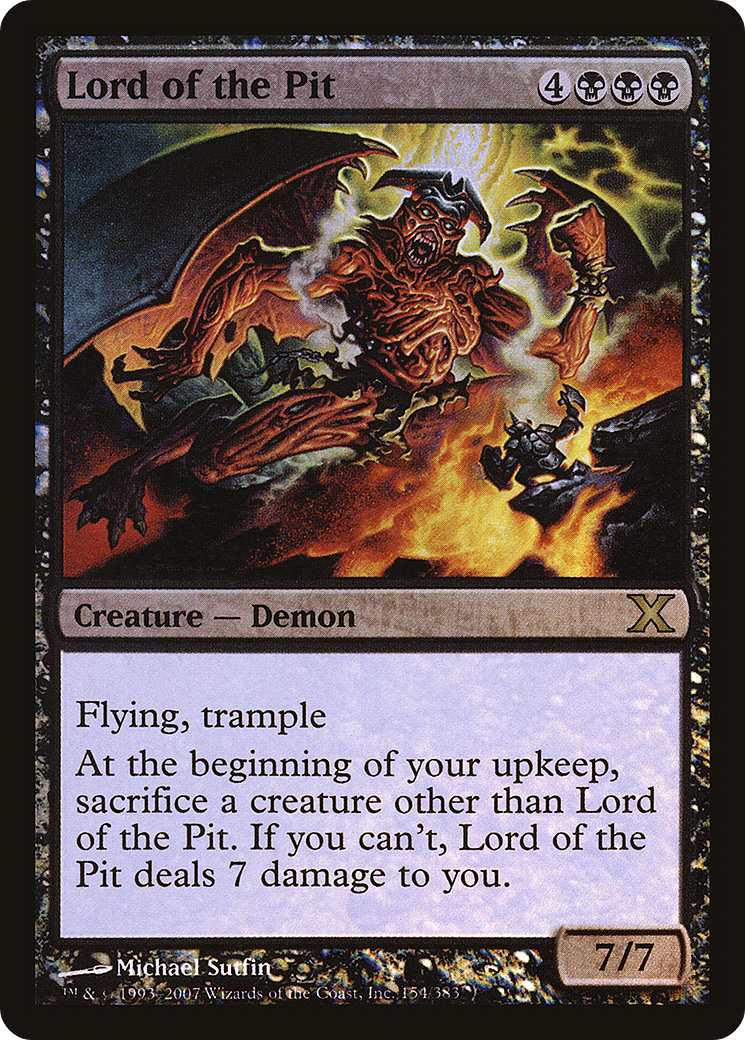 Lord of the Pit 4
Creature — Demon X
Flying, trample
At the beginning of your upkeep,
sacrifice a creature other than Lord
of the Pit. If you can't, Lord of the
Pit deals 7 damage to you.
7/7
Michael Sutfin
™ & © 1993–2007 Wizards of the Coast, Inc. 154/383